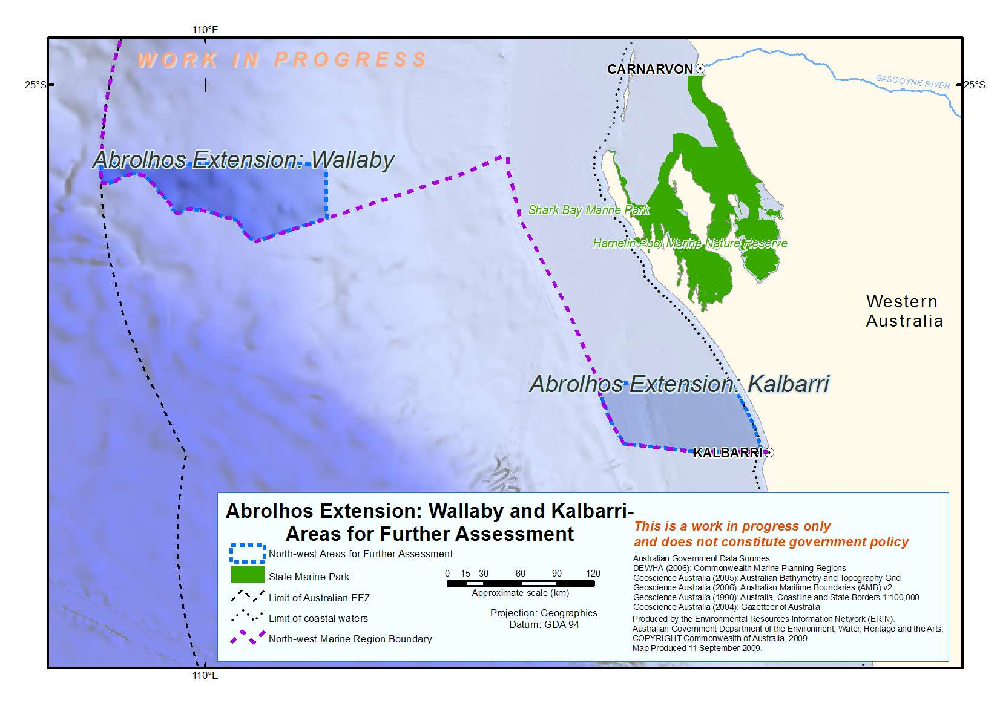 110°E
WORK IN PROGRESS
CARNARVON
25°S
GASCOYNE RIVER
25°S
Abrolhos Extension: Wallaby
Shark Bay Marine Park
Hamelin Pool Marine Nature Reserve
Western
Australia
Abrolhos Extension: Kalbarri
KALBARRI
Abrolhos Extension: Wallaby and Kalbarri-
Areas for Further Assessment
North-west Areas for Further Assessment
State Marine Park
Limit of Australian EEZ
Limit of coastal waters
North-west Marine Region Boundary
0 15 30 60 90 120
Approximate scale (km)
Projection: Geographics
Datum: GDA 94
This is a work in progress only
and does not constitute government policy
Australian Government Data Sources:
DEWHA (2006): Commonwealth Marine Planning Regions
Geoscience Australia (2005): Australian Bathymetry and Topography Grid
Geoscience Australia (2006): Australian Maritime Boundaries (AMB) v2
Geoscience Australia (1990): Australia, Coastline and State Borders 1:100,000
Geoscience Australia (2004): Gazetteer of Australia
Produced by the Environmental Resources Information Network (ERIN).
Australian Government Department of the Environment, Water, Heritage and the Arts.
COPYRIGHT Commonwealth of Australia, 2009.
Map Produced 11 September 2009.
110°E